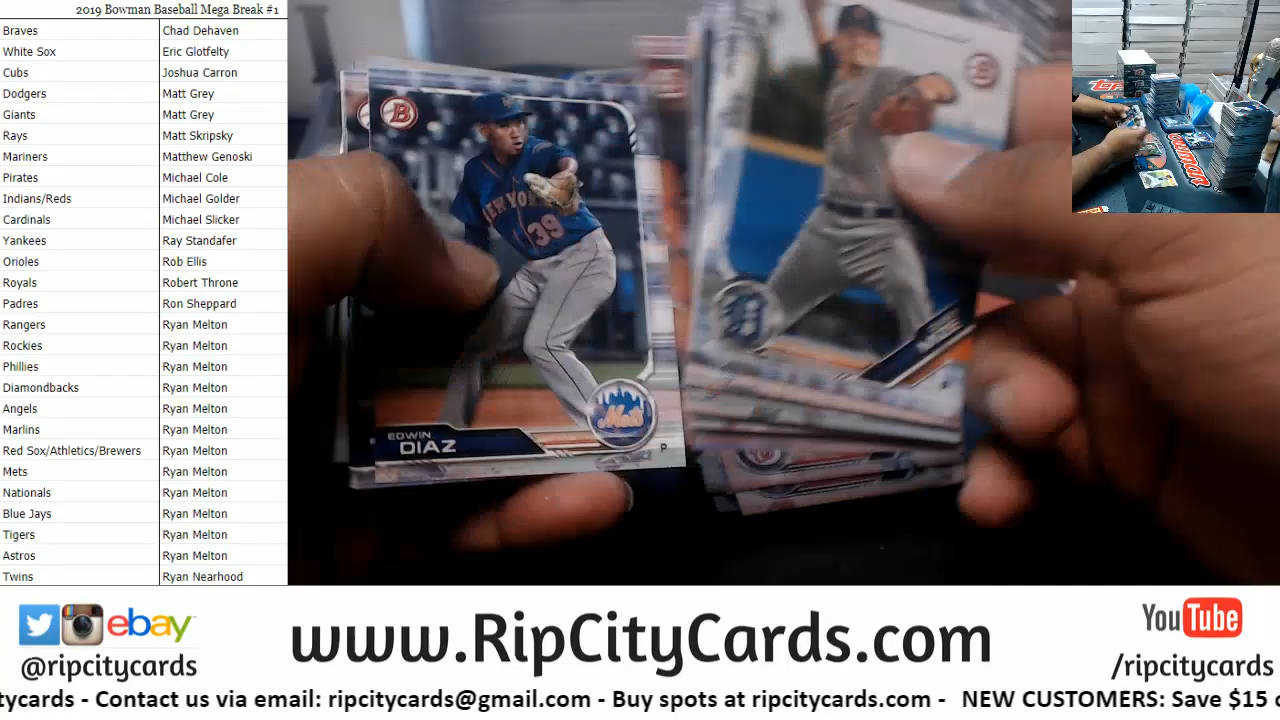 2019 Bowman Baseball Mega Break #1
Braves Chad Dehaven
White Sox Eric Glotfelty
Cubs Joshua Carron
Dodgers Matt Grey
Giants Matt Grey
Rays Matt Skripsky
Mariners Matthew Genoski
Pirates Michael Cole
Indians/Reds Michael Golder
Cardinals Michael Slicker
Yankees Ray Standafer
Orioles Rob Ellis
Royals Robert Throne
Padres Ron Sheppard
Rangers Ryan Melton
Rockies Ryan Melton
Phillies Ryan Melton
Diamondbacks Ryan Melton
Angels Ryan Melton
Marlins Ryan Melton
Red Sox/Athletics/Brewers Ryan Melton
Mets Ryan Melton
Nationals Ryan Melton
Blue Jays Ryan Melton
Tigers Ryan Melton
Astros Ryan Melton
Twins Ryan Nearhood
B
NEW YORK
39
Mets
EDWIN
DIAZ
P
B
D
BOWMAN
ebay
@ripcitycards
www.RipCityCards.com
YouTube
/ripcitycards
tycards - Contact us via email: ripcitycards@gmail.com - Buy spots at ripcitycards.com - NEW CUSTOMERS: Save $15